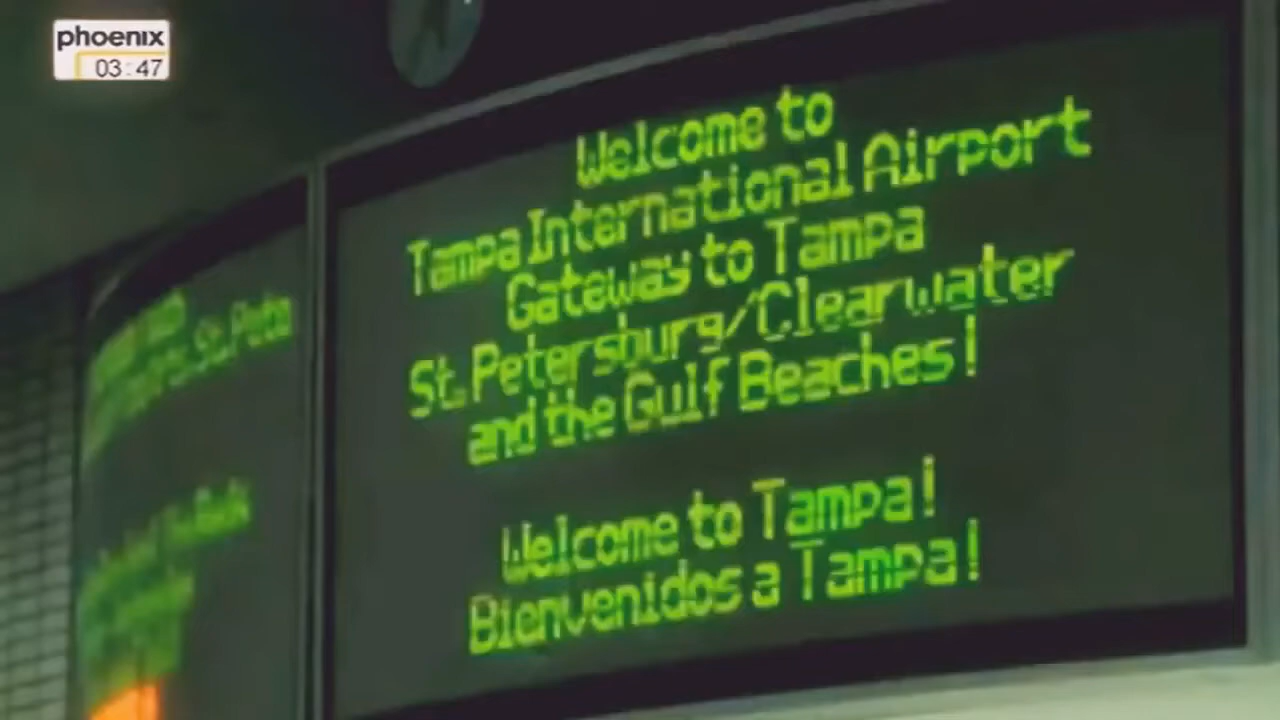 phoenix
03:47
Welcome to
Tampa International Airport
Gateway to Tampa
St. Petersburg/Clearwater
and the Gulf Beaches!
Welcome to Tampa!
Bienvenidos a Tampa!